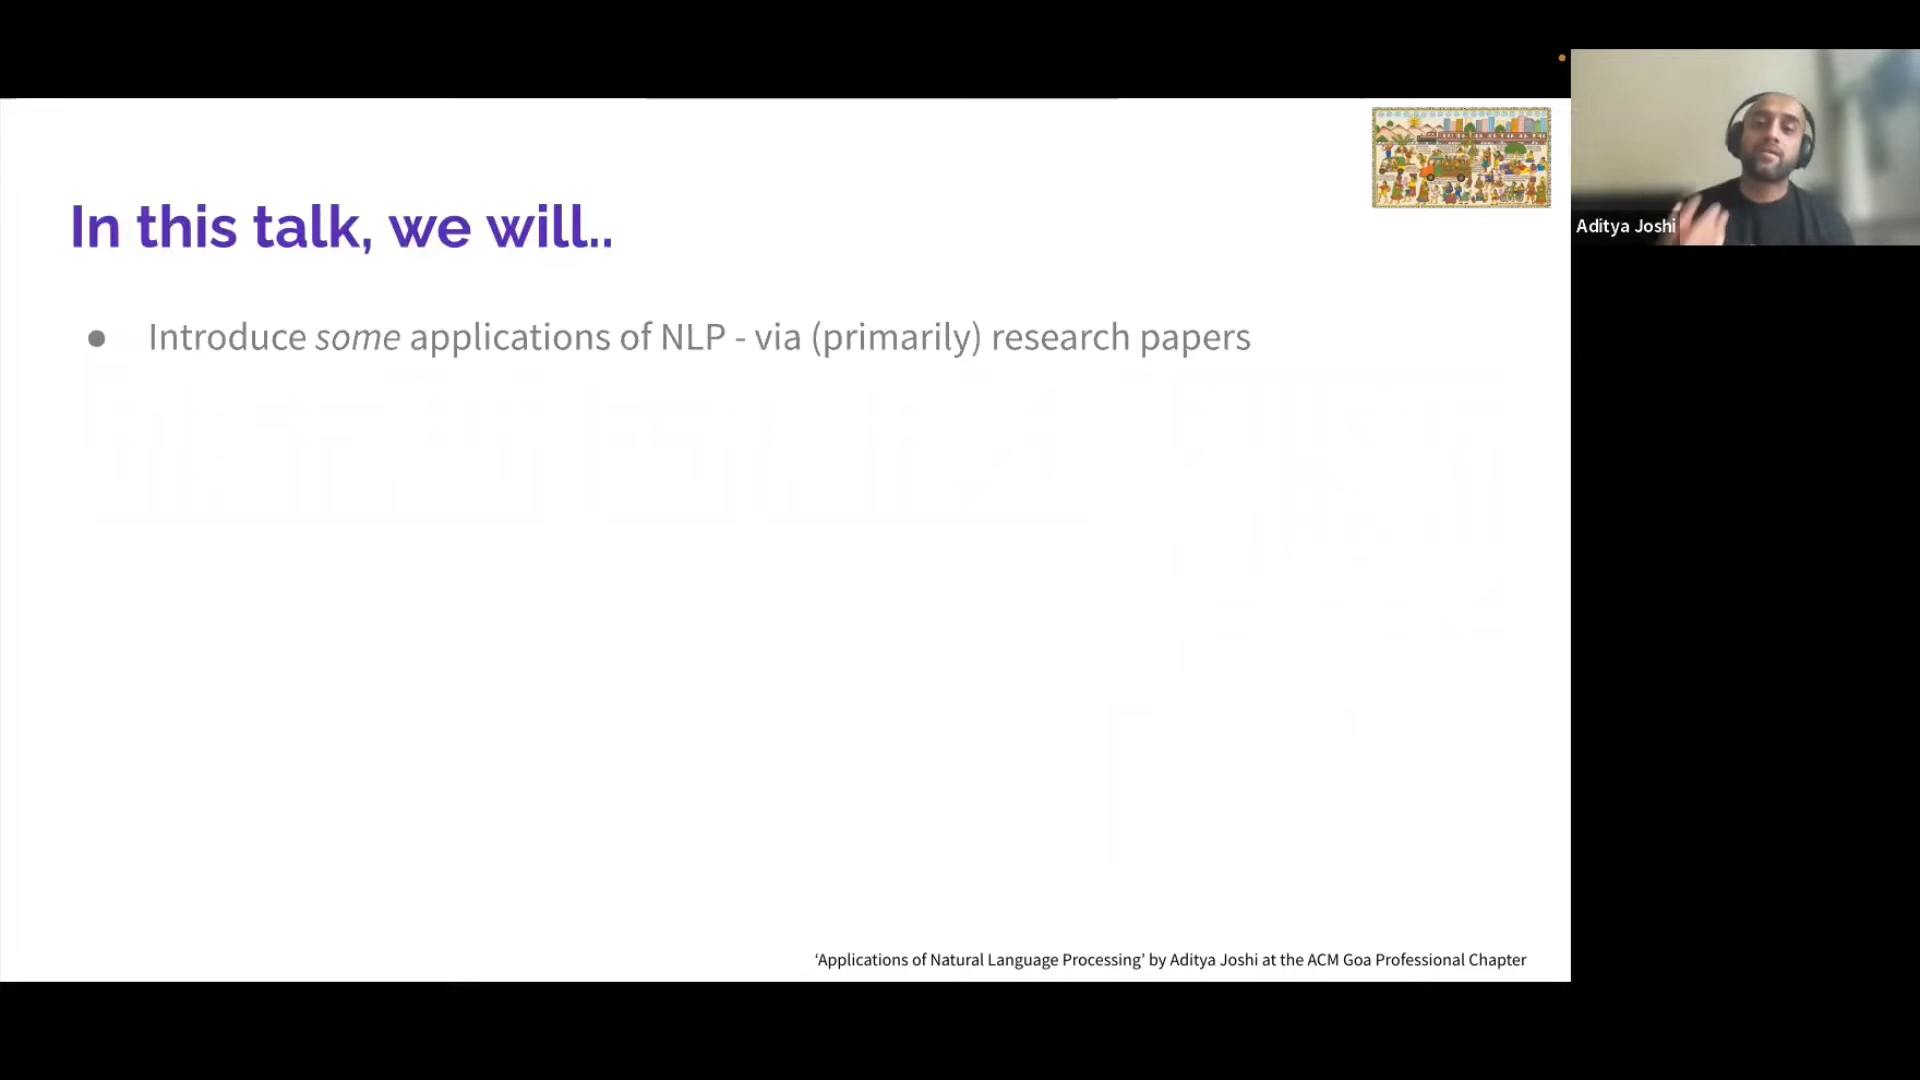 In this talk, we will..
● Introduce some applications of NLP - via (primarily) research papers
Aditya Joshi
‘Applications of Natural Language Processing’ by Aditya Joshi at the ACM Goa Professional Chapter